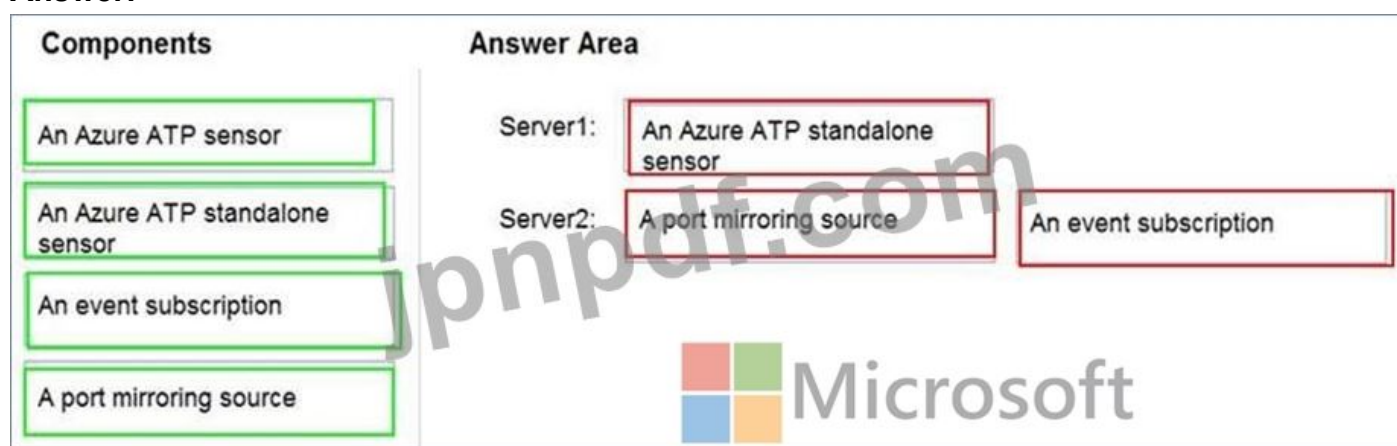 Components
Answer Area
An Azure ATP sensor
An Azure ATP standalone
sensor
An event subscription
A port mirroring source
Server1:
An Azure ATP standalone
sensor
Server2:
A port mirroring source
An event subscription
jpnpdf.com
Microsoft